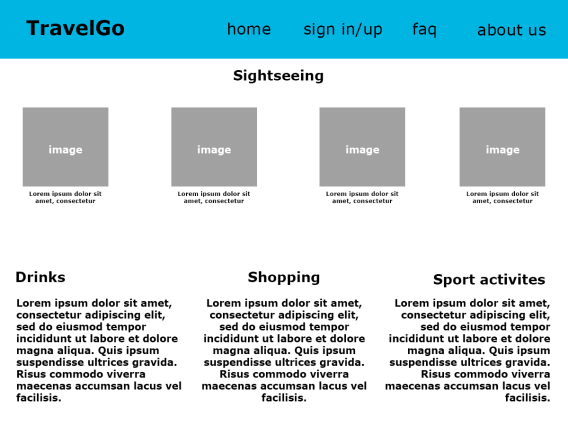 TravelGo
home sign in/up faq about us
Sightseeing
image image image image
Lorem ipsum dolor sit
amet, consectetur
Lorem ipsum dolor sit
amet, consectetur
Lorem ipsum dolor sit
amet, consectetur
Lorem ipsum dolor sit
amet, consectetur
Drinks
Lorem ipsum dolor sit amet,
consectetur adipiscing elit,
sed do eiusmod tempor
incididunt ut labore et dolore
magna aliqua. Quis ipsum
suspendisse ultrices gravida.
Risus commodo viverra
maecenas accumsan lacus vel
facilisis.
Shopping
Lorem ipsum dolor sit amet,
consectetur adipiscing elit,
sed do eiusmod tempor
incididunt ut labore et dolore
magna aliqua. Quis ipsum
suspendisse ultrices gravida.
Risus commodo viverra
maecenas accumsan lacus vel
facilisis.
Sport activites
Lorem ipsum dolor sit amet,
consectetur adipiscing elit,
sed do eiusmod tempor
incididunt ut labore et dolore
magna aliqua. Quis ipsum
suspendisse ultrices gravida.
Risus commodo viverra
maecenas accumsan lacus vel
facilisis.